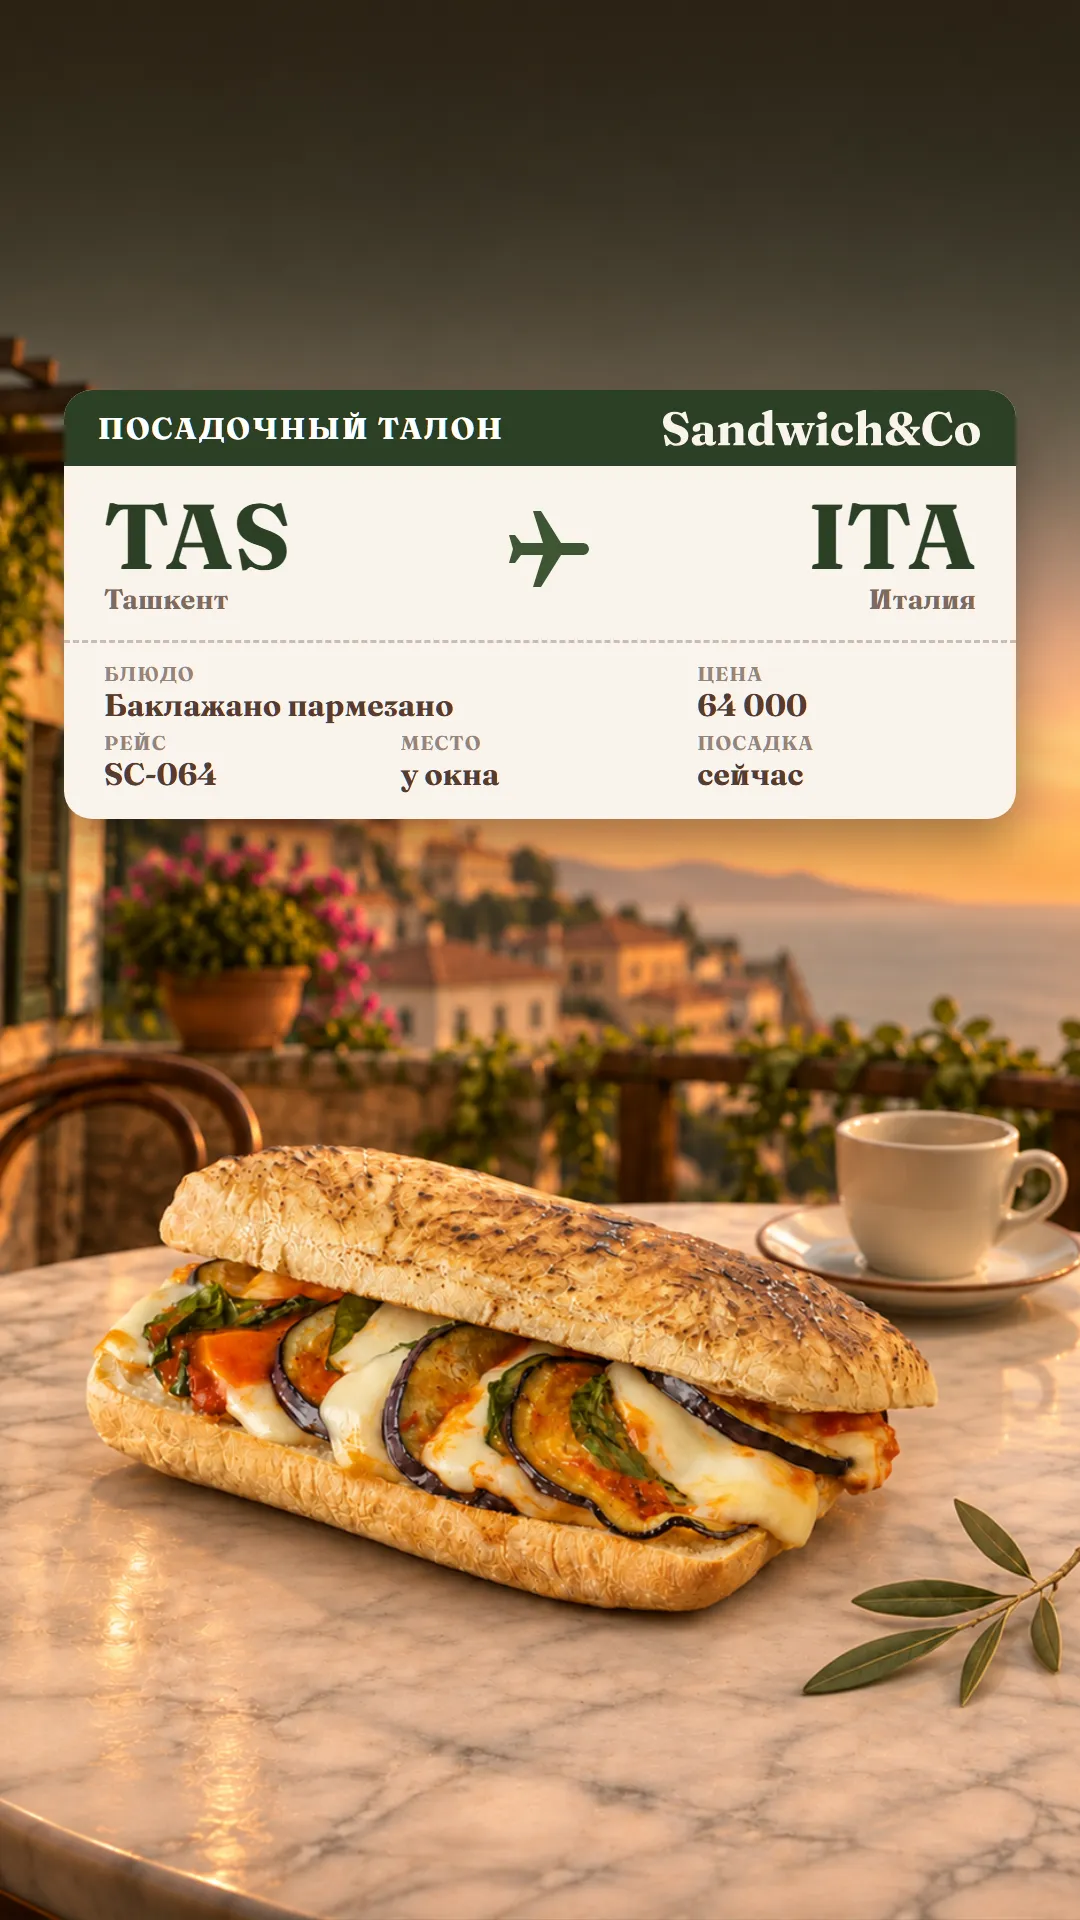 ПОСАДОЧНЫЙ ТАЛОН Sandwich&Co
TAS ITA
Ташкент Италия
БЛЮДО ЦЕНА
Баклажано пармезано 64 000
РЕЙС МЕСТО ПОСАДКА
SC-064 у окна сейчас